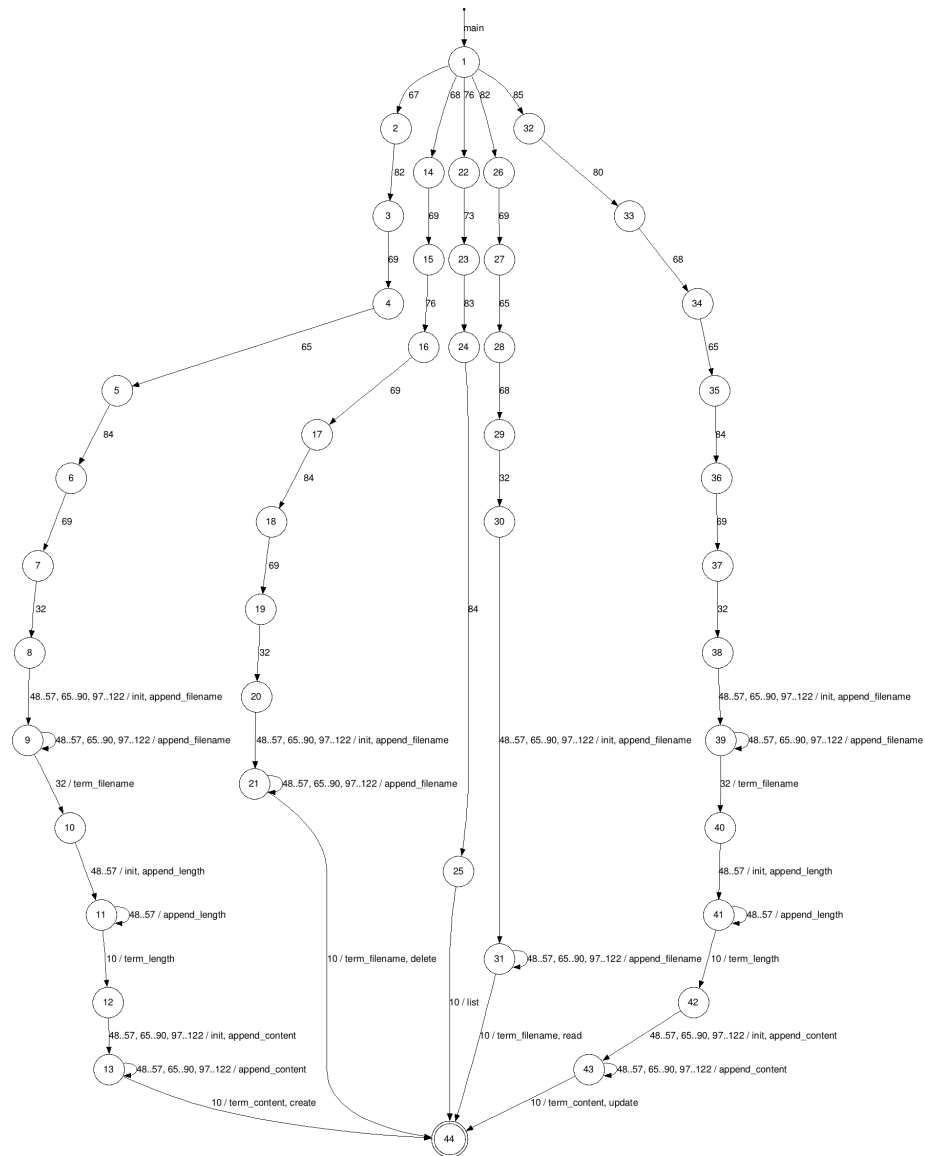 main
1
67
68
76
82
85
2
32
82
14
22
26
80
3
69
73
69
33
69
15
23
27
68
4
76
83
65
34
65
16
24
28
65
5
69
68
35
84
17
29
84
6
84
32
36
69
18
30
69
7
69
37
32
19
84
32
8
32
38
48..57, 65..90, 97..122 / init, append_filename
20
48..57, 65..90, 97..122 / init, append_filename
9
48..57, 65..90, 97..122 / append_filename
48..57, 65..90, 97..122 / init, append_filename
48..57, 65..90, 97..122 / init, append_filename
39
48..57, 65..90, 97..122 / append_filename
32 / term_filename
21
48..57, 65..90, 97..122 / append_filename
32 / term_filename
10
40
48..57 / init, append_length
25
48..57 / init, append_length
11
48..57 / append_length
41
48..57 / append_length
10 / term_length
10 / term_filename, delete
31
48..57, 65..90, 97..122 / append_filename
10 / term_length
12
10 / list
42
48..57, 65..90, 97..122 / init, append_content
10 / term_filename, read
48..57, 65..90, 97..122 / init, append_content
13
48..57, 65..90, 97..122 / append_content
43
48..57, 65..90, 97..122 / append_content
10 / term_content, create
10 / term_content, update
44